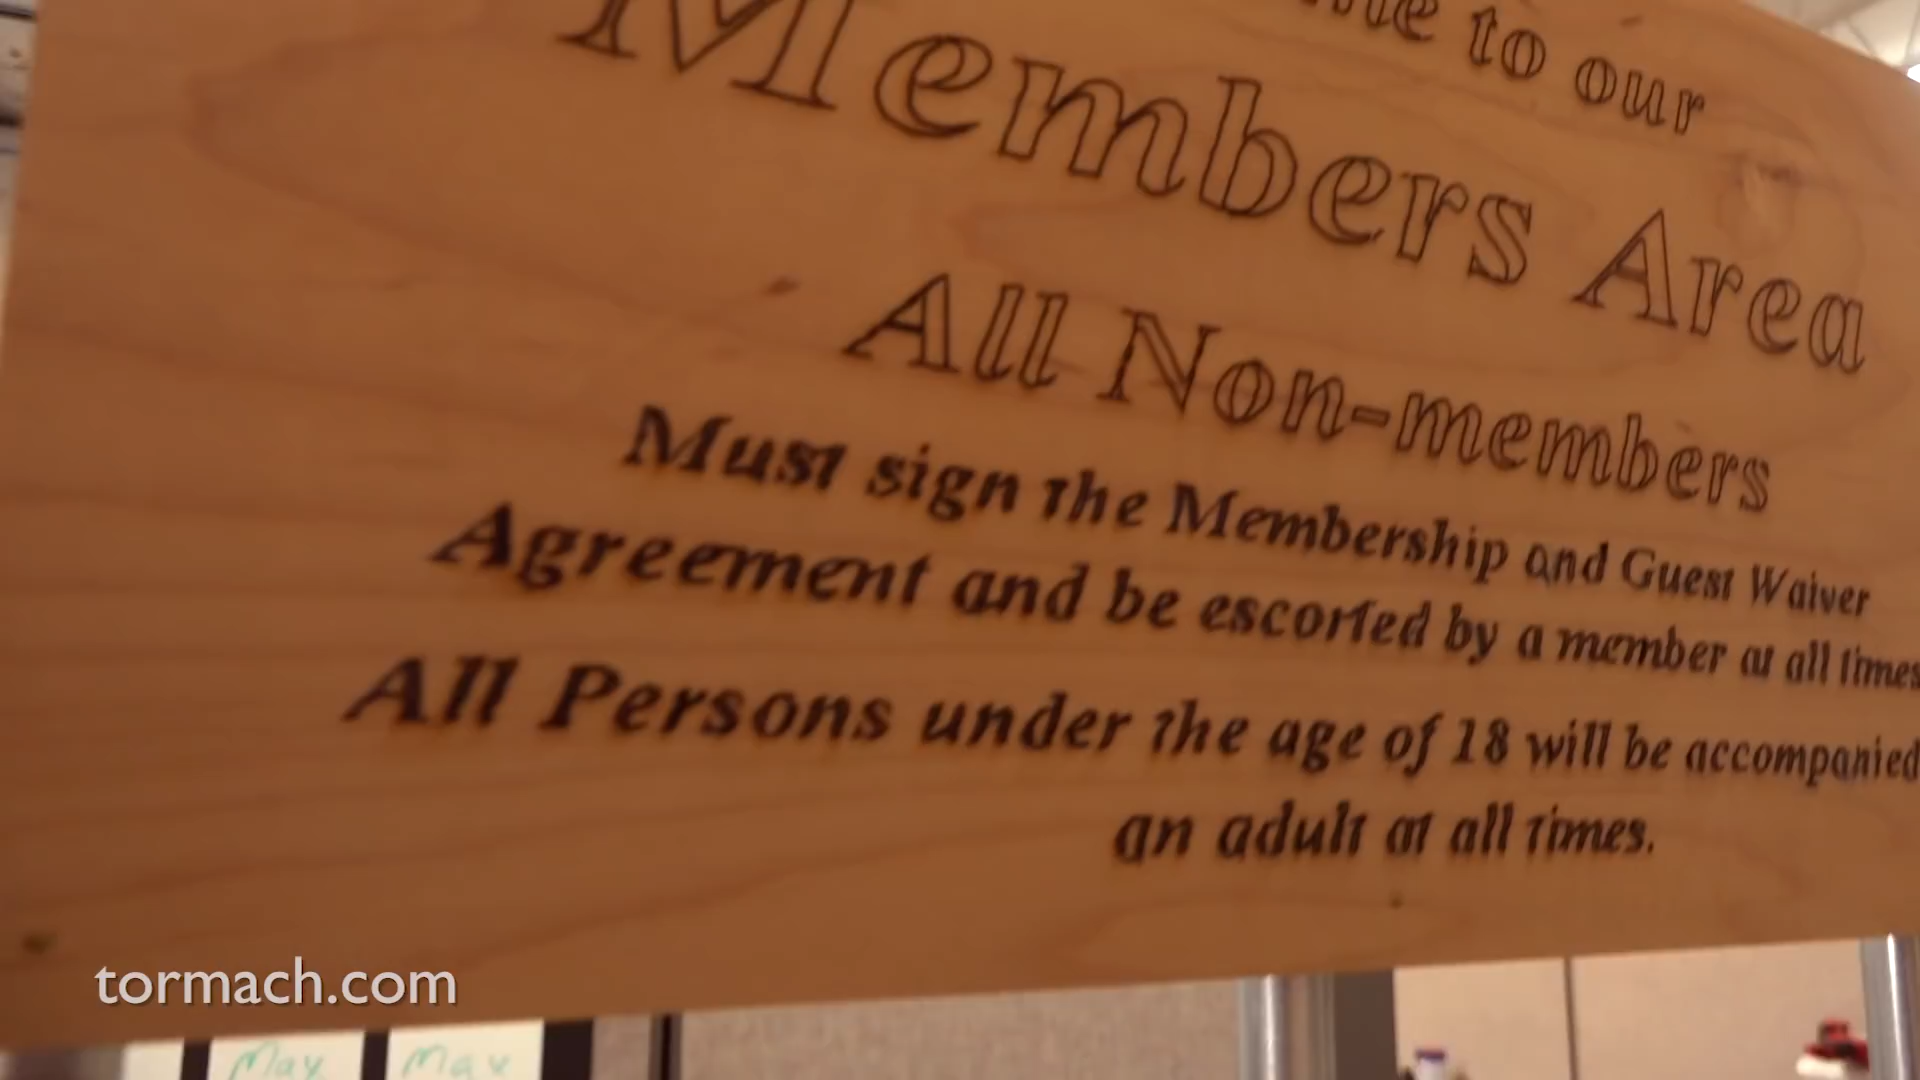 to our
Members Area
All Non-members
Must sign the Membership and Guest Waiver
Agreement and be escorted by a member at all times
All Persons under the age of 18 will be accompanied
an adult at all times.
tormach.com
May May